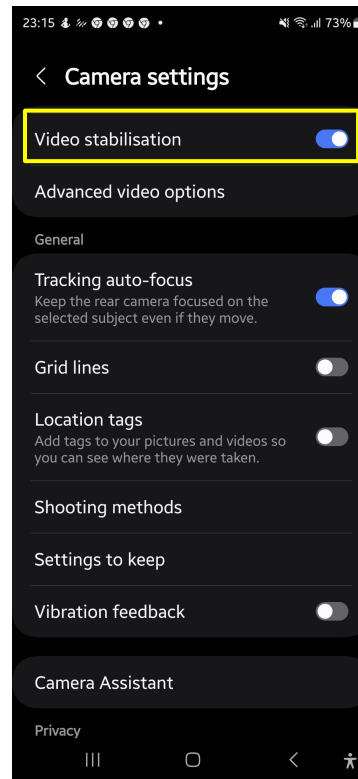 23:15 73%
Camera settings
Video stabilisation
Advanced video options
General
Tracking auto-focus
Keep the rear camera focused on the
selected subject even if they move.
Grid lines
Location tags
Add tags to your pictures and videos so
you can see where they were taken.
Shooting methods
Settings to keep
Vibration feedback
Camera Assistant
Privacy